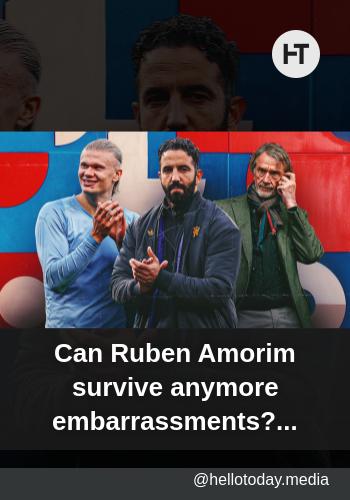 HT
Can Ruben Amorim
survive anymore
embarrassments?...
@hellotoday.media